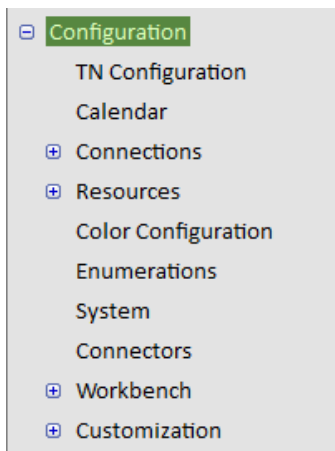 Configuration
TN Configuration
Calendar
Connections
Resources
Color Configuration
Enumerations
System
Connectors
Workbench
Customization